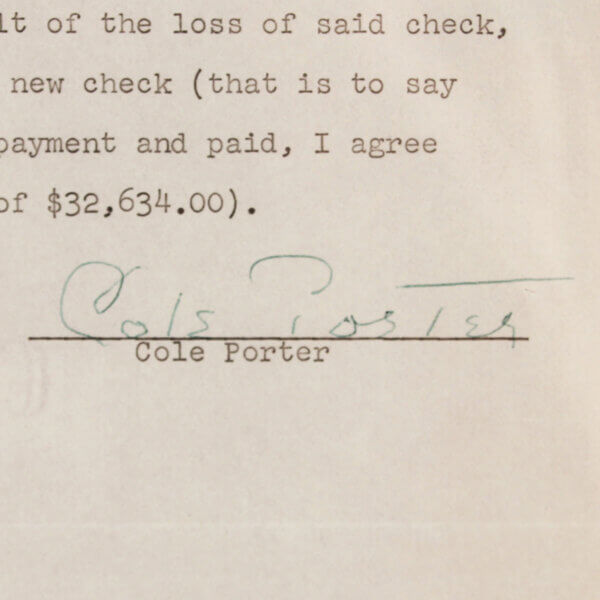 lt of the loss of said check,
new check (that is to say
payment and paid, I agree
of $32,634.00).
Cole Porter
Cole Porter